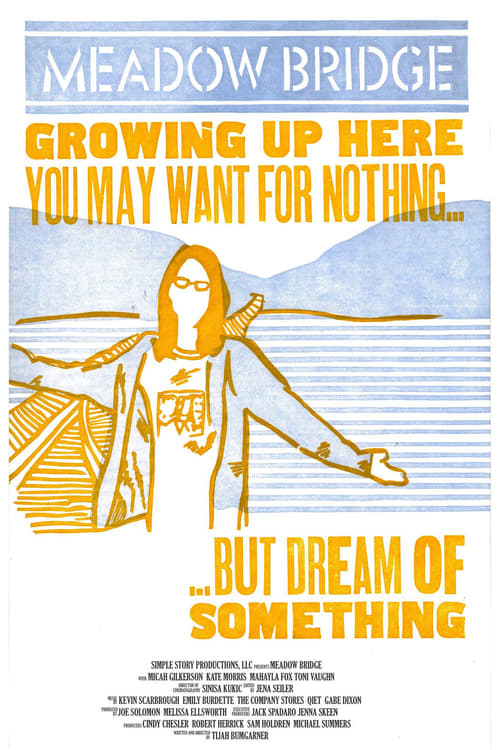 MEADOW BRIDGE
GROWING UP HERE
YOU MAY WANT FOR NOTHING...
...BUT DREAM OF
SOMETHING
SIMPLE STORY PRODUCTIONS, LLC PRESENTS MEADOW BRIDGE
WITH MICAH GILKERSON KATE MORRIS MAHAYLA FOX TONI VAUGHN
DIRECTOR OF CINEMATOGRAPHY SINISA KUKIC EDITED BY JENA SEILER
MUSIC BY KEVIN SCARBROUGH EMILY BURDETTE THE COMPANY STORES QIET GABE DIXON
PRODUCED BY JOE SOLOMON MELISSA ELLSWORTH EXECUTIVE PRODUCERS JACK SPADARO JENNA SKEEN
PRODUCERS CINDY CHESLER ROBERT HERRICK SAM HOLDREN MICHAEL SUMMERS
WRITTEN AND DIRECTED BY TIJAH BUMGARNER